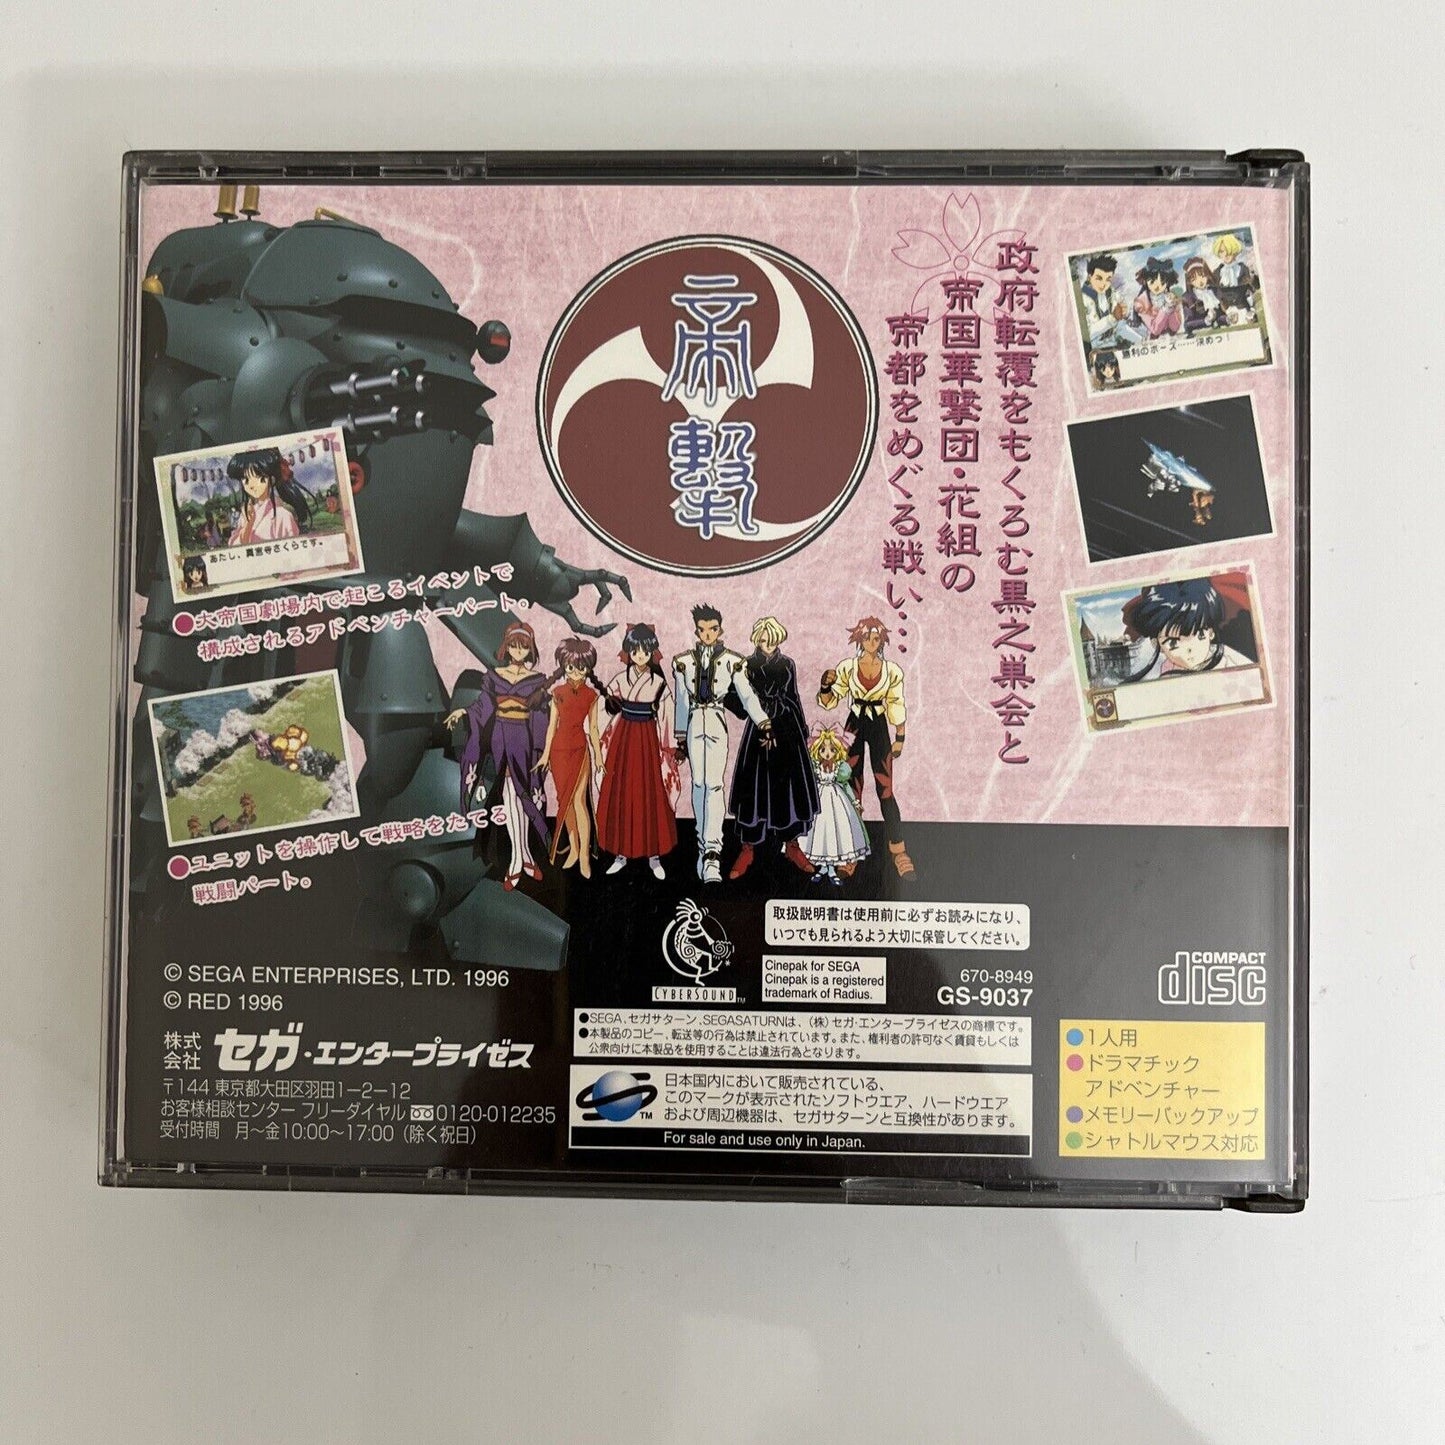 政府転覆をもくろむ黒之巣会と
帝国華撃団・花組の
帝都をめぐる戦い、…
帝撃
勝利のポーズ……決めっ！
あたし、真宮寺さくらです。
●大帝国劇場内で起こるイベントで
構成されるアドベンチャーパート。
●ユニットを操作して戦略をたてる
戦闘パート。
© SEGA ENTERPRISES, LTD. 1996
© RED 1996
株式会社 セガ・エンタープライゼス
〒144 東京都大田区羽田1-2-12
お客様相談センター フリーダイヤル 0120-012235
受付時間 月〜金10:00〜17:00（除く祝日）
CYBERSOUND™
取扱説明書は使用前に必ずお読みになり、
いつでも見られるよう大切に保管してください。
Cinepak for SEGA
Cinepak is a registered
trademark of Radius.
670-8949
GS-9037
●SEGA、セガサターン、SEGASATURNは、（株）セガ・エンタープライゼスの商標です。
●本製品のコピー、転送等の行為は禁止されています。また、権利者の許可なく賃貸もしくは
公衆向けに本製品を使用することは違法行為となります。
TM
日本国内において販売されている、
このマークが表示されたソフトウエア、ハードウエア
および周辺機器は、セガサターンと互換性があります。
For sale and use only in Japan.
COMPACT
disc
●1人用
●ドラマチック
アドベンチャー
●メモリーバックアップ
●シャトルマウス対応